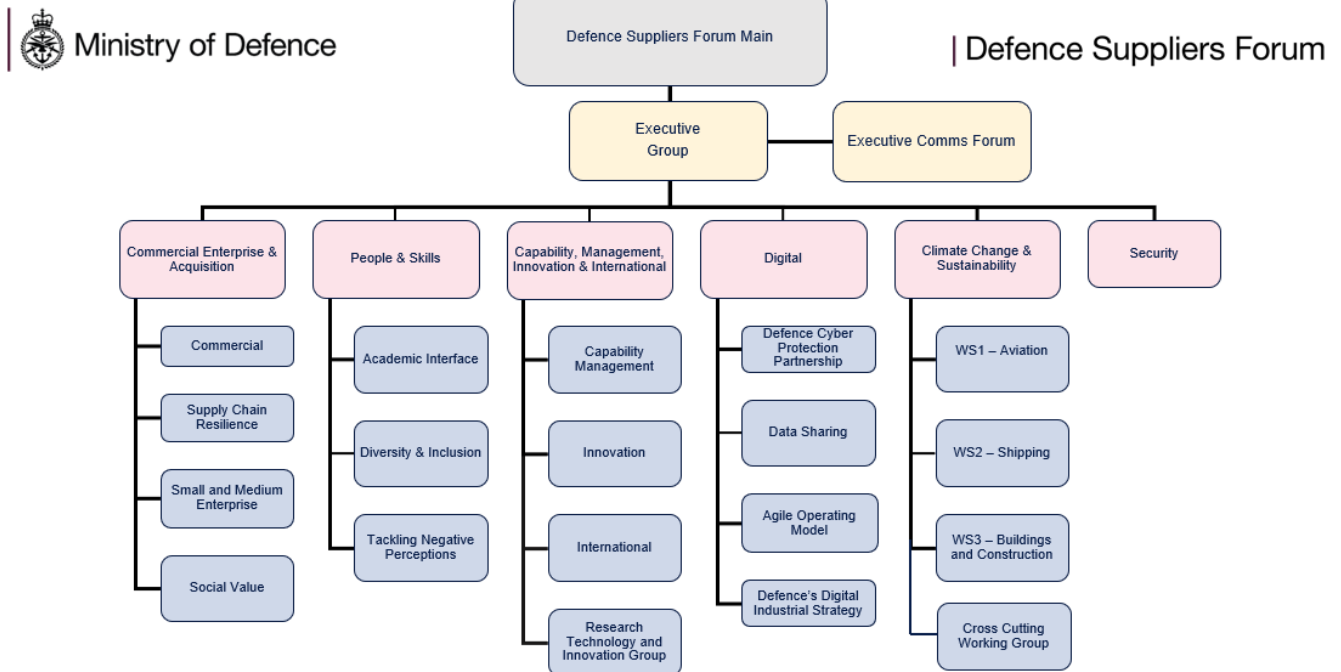 Ministry of Defence
Defence Suppliers Forum Main
Defence Suppliers Forum
Executive
Group
Executive Comms Forum
Commercial Enterprise &
Acquisition
People & Skills
Capability, Management,
Innovation & International
Digital
Climate Change &
Sustainability
Security
Commercial
Supply Chain
Resilience
Small and Medium
Enterprise
Social Value
Academic Interface
Diversity & Inclusion
Tackling Negative
Perceptions
Capability
Management
Innovation
International
Research
Technology and
Innovation Group
Defence Cyber
Protection
Partnership
Data Sharing
Agile Operating
Model
Defence's Digital
Industrial Strategy
WS1 – Aviation
WS2 – Shipping
WS3 – Buildings
and Construction
Cross Cutting
Working Group